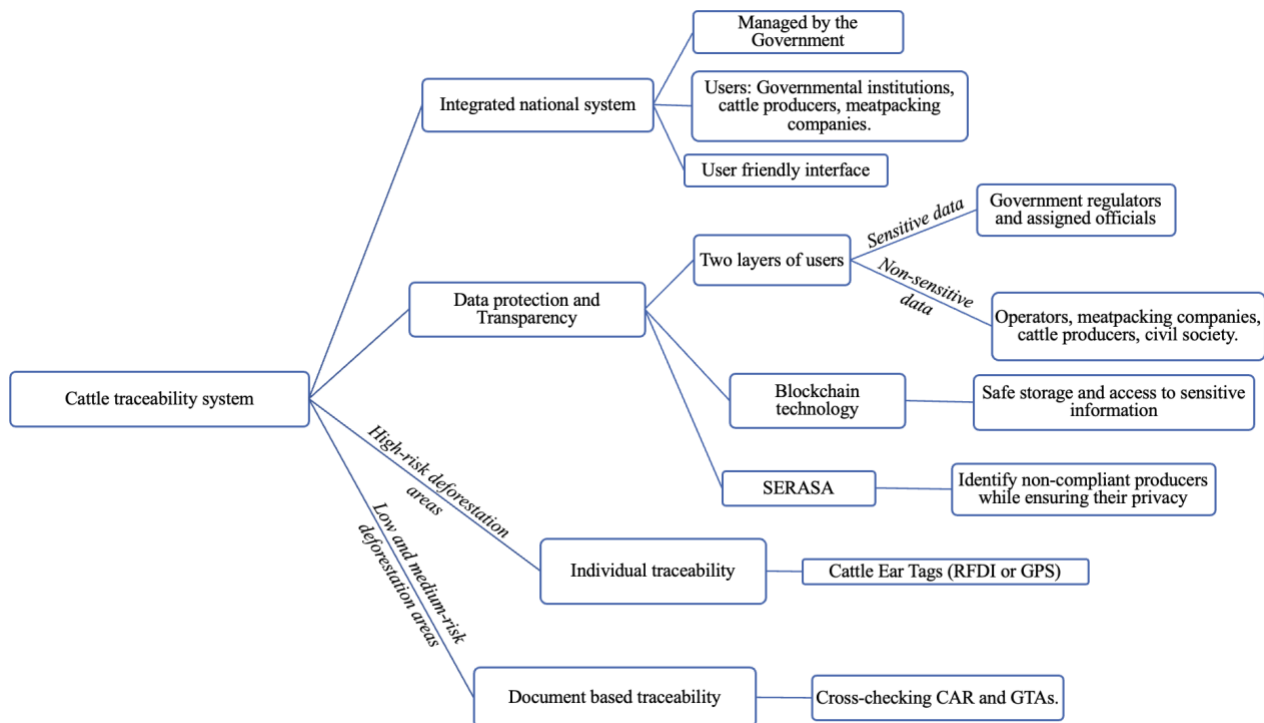 Managed by the
Government
Integrated national system
Users: Governmental institutions,
cattle producers, meatpacking
companies.
User friendly interface
Sensitive data
Government regulators
and assigned officials
Two layers of users
Non-sensitive
data
Data protection and
Transparency
Operators, meatpacking companies,
cattle producers, civil society.
Cattle traceability system
Blockchain
technology
Safe storage and access to sensitive
information
High-risk deforestation
areas
SERASA
Identify non-compliant producers
while ensuring their privacy
Low and medium-risk
deforestation areas
Individual traceability
Cattle Ear Tags (RFDI or GPS)
Document based traceability
Cross-checking CAR and GTAs.